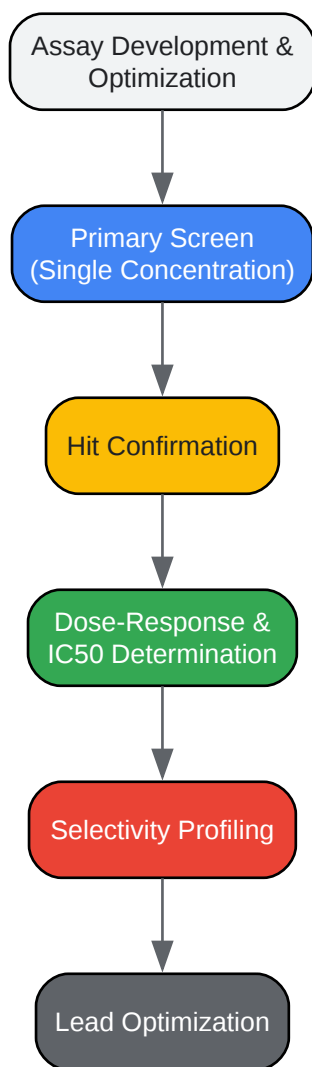 Assay Development &
Optimization
Primary Screen
(Single Concentration)
Hit Confirmation
Dose-Response &
IC50 Determination
Selectivity Profiling
Lead Optimization